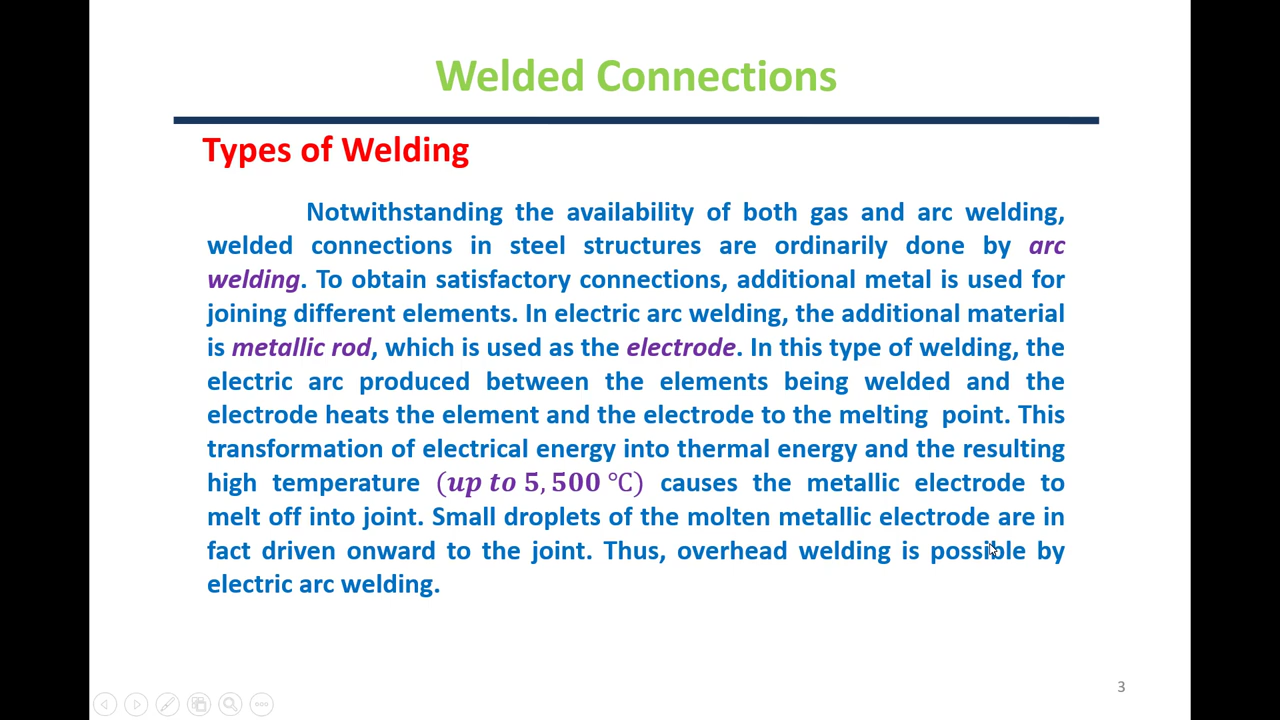 Welded Connections
Types of Welding
Notwithstanding the availability of both gas and arc welding,
welded connections in steel structures are ordinarily done by arc
welding. To obtain satisfactory connections, additional metal is used for
joining different elements. In electric arc welding, the additional material
is metallic rod, which is used as the electrode. In this type of welding, the
electric arc produced between the elements being welded and the
electrode heats the element and the electrode to the melting  point. This
transformation of electrical energy into thermal energy and the resulting
high temperature (up to 5,500 ℃) causes the metallic electrode to
melt off into joint. Small droplets of the molten metallic electrode are in
fact driven onward to the joint. Thus, overhead welding is possible by
electric arc welding.
3